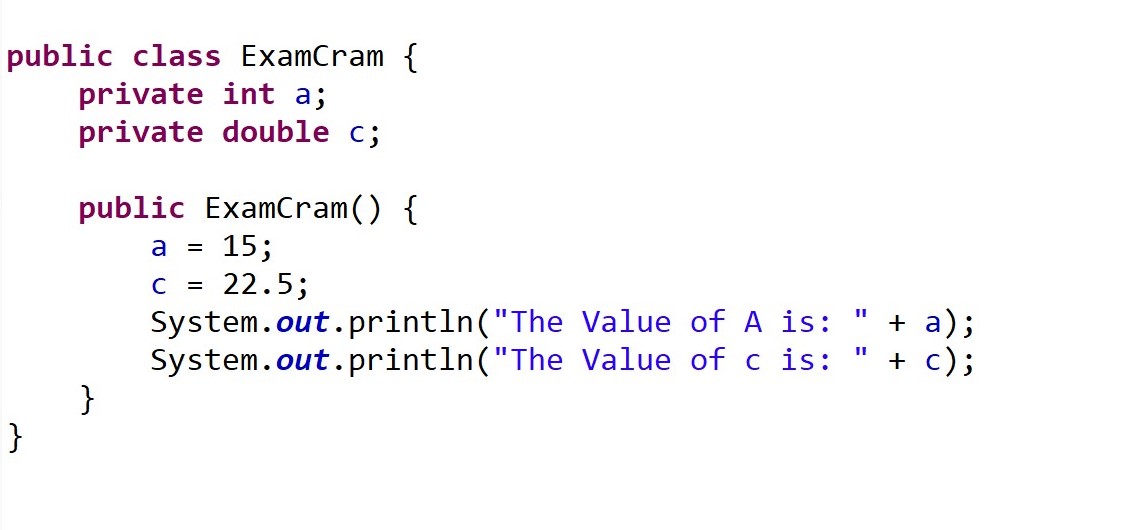 public class ExamCram {
    private int a;
    private double c;

    public ExamCram() {
        a = 15;
        c = 22.5;
        System.out.println("The Value of A is: " + a);
        System.out.println("The Value of c is: " + c);
    }
}